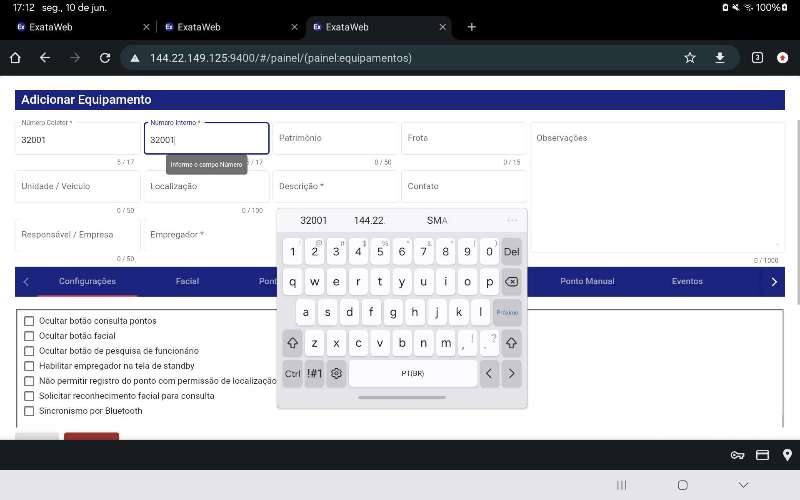 17:12 seg., 10 de jun.
100%
ExataWeb
ExataWeb
ExataWeb
144.22.149.125:9400/#/painel/(painel:equipamentos)
3
Adicionar Equipamento
Número Coletor *
Número Interno *
32001
32001
Patrimônio
Frota
Observações
5 / 17
/ 17
0 / 50
0 / 15
Informe o campo Número
Unidade / Veículo
Localização
Descrição *
Contato
0 / 50
0 / 100
Responsável / Empresa
Empregador *
0 / 50
0 / 1000
Configurações
Facial
Pont
Ponto Manual
Eventos
Ocultar botão consulta pontos
Ocultar botão facial
Ocultar botão de pesquisa de funcionário
Habilitar empregador na tela de standby
Não permitir registro do ponto com permissão de localização
Solicitar reconhecimento facial para consulta
Sincronismo por Bluetooth
32001 144.22. SMA ...
1 2 3 4 5 6 7 8 9 0 Del
q w e r t y u i o p
a s d f g h j k l Próximo
z x c v b n m , ! . ?
Ctrl !#1 PT(BR) < >